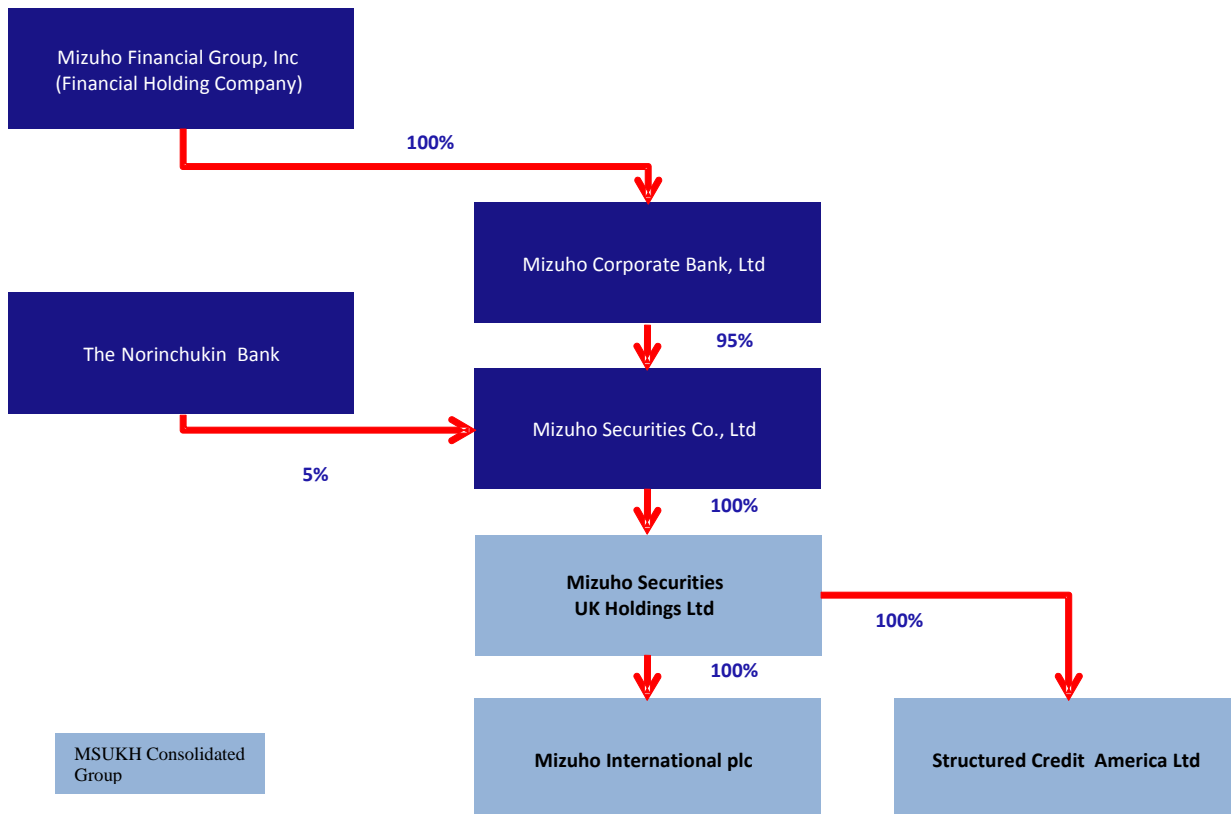 Mizuho Financial Group, Inc
(Financial Holding Company)
100%
Mizuho Corporate Bank, Ltd
95%
The Norinchukin Bank
Mizuho Securities Co., Ltd
5%
100%
Mizuho Securities
UK Holdings Ltd
100%
100%
Mizuho International plc
Structured Credit America Ltd
MSUKH Consolidated
Group